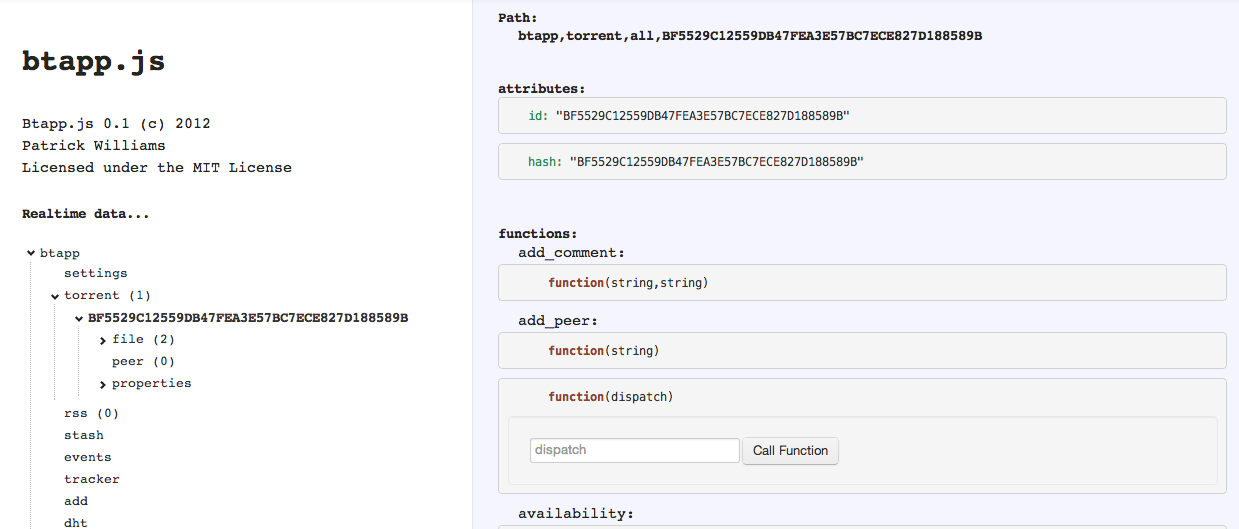 btapp.js
Btapp.js 0.1 (c) 2012
Patrick Williams
Licensed under the MIT License
Realtime data...
btapp
settings
torrent (1)
BF5529C12559DB47FEA3E57BC7ECE827D188589B
file (2)
peer (0)
properties
rss (0)
stash
events
tracker
add
dht
Path:
btapp,torrent,all,BF5529C12559DB47FEA3E57BC7ECE827D188589B
attributes:
id: "BF5529C12559DB47FEA3E57BC7ECE827D188589B"
hash: "BF5529C12559DB47FEA3E57BC7ECE827D188589B"
functions:
add_comment:
function(string,string)
add_peer:
function(string)
function(dispatch)
dispatch Call Function
availability: